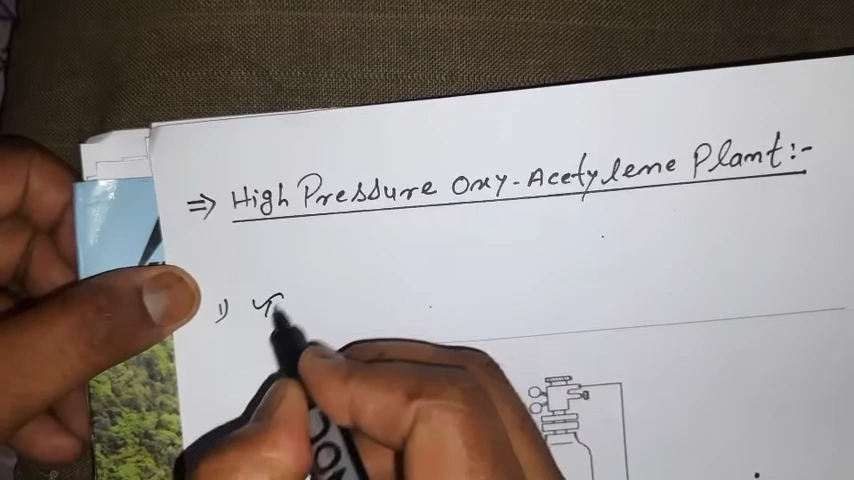 ⇒ High Pressure Oxy-Acetylene Plant:-
1)